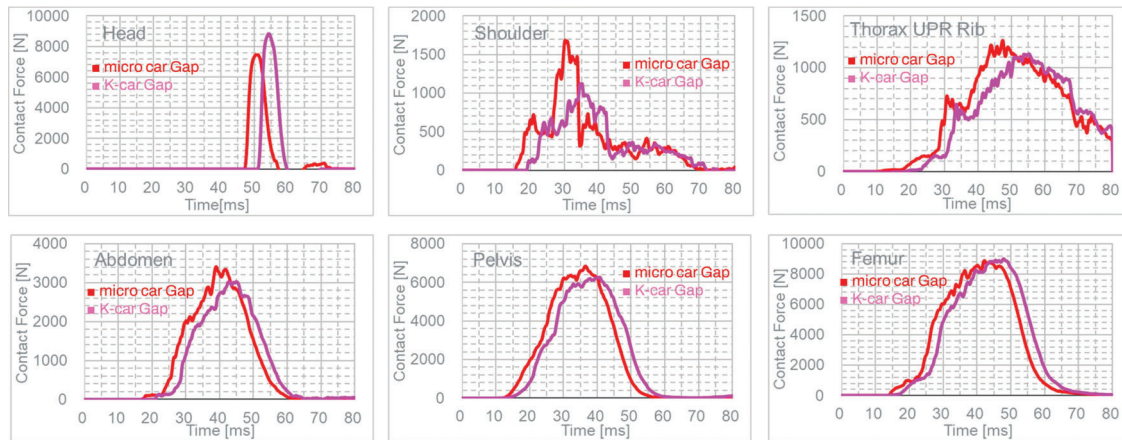 Head
Contact Force [N]
10000
8000
6000
4000
2000
0
micro car Gap
K-car Gap
0 10 20 30 40 50 60 70 80
Time[ms]
Shoulder
Contact Force [N]
2000
1500
1000
500
0
micro car Gap
K-car Gap
0 10 20 30 40 50 60 70 80
Time [ms]
Thorax UPR Rib
Contact Force [N]
1500
1000
500
0
micro car Gap
K-car Gap
0 10 20 30 40 50 60 70 80
Time [ms]
Abdomen
Contact Force [N]
4000
3000
2000
1000
0
micro car Gap
K-car Gap
0 10 20 30 40 50 60 70 80
Time [ms]
Pelvis
Contact Force [N]
8000
6000
4000
2000
0
micro car Gap
K-car Gap
0 10 20 30 40 50 60 70 80
Time [ms]
Femur
Contact Force [N]
10000
8000
6000
4000
2000
0
micro car Gap
K-car Gap
0 10 20 30 40 50 60 70 80
Time [ms]